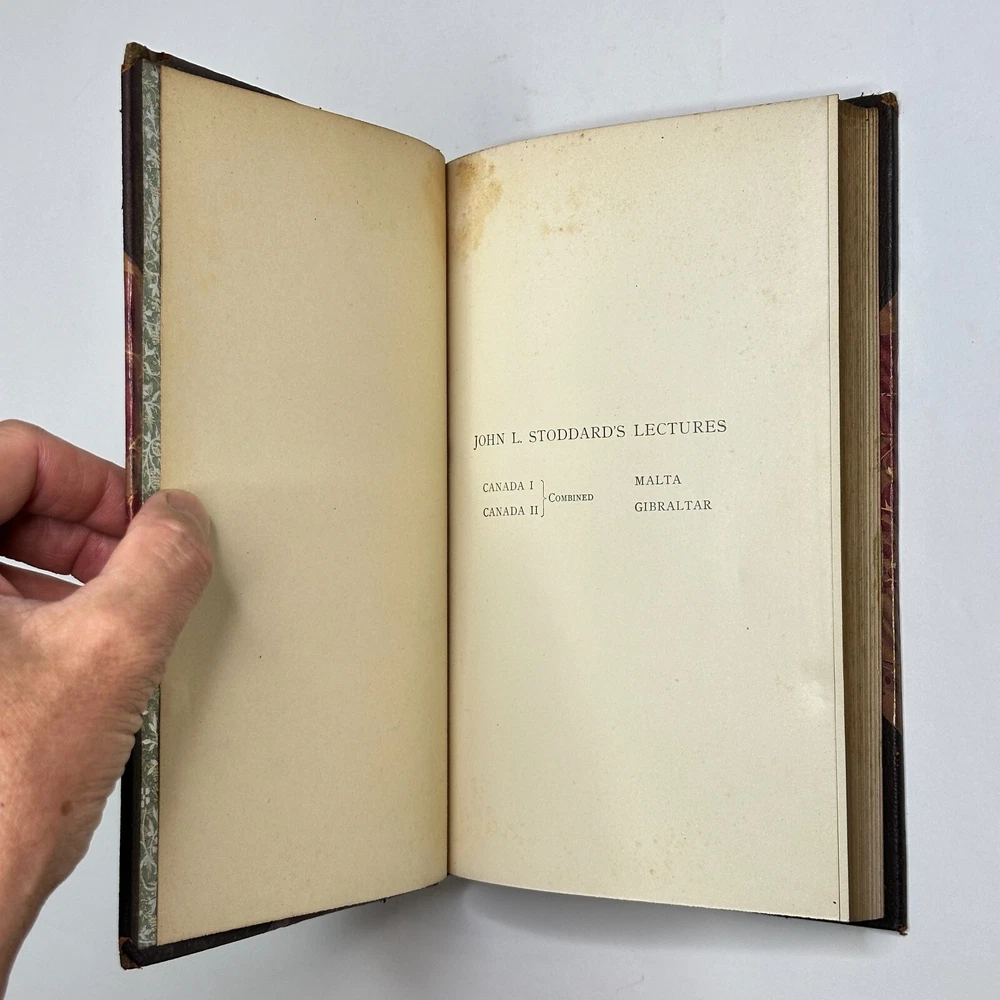 JOHN L. STODDARD'S LECTURES
CANADA I
CANADA II
COMBINED
MALTA
GIBRALTAR